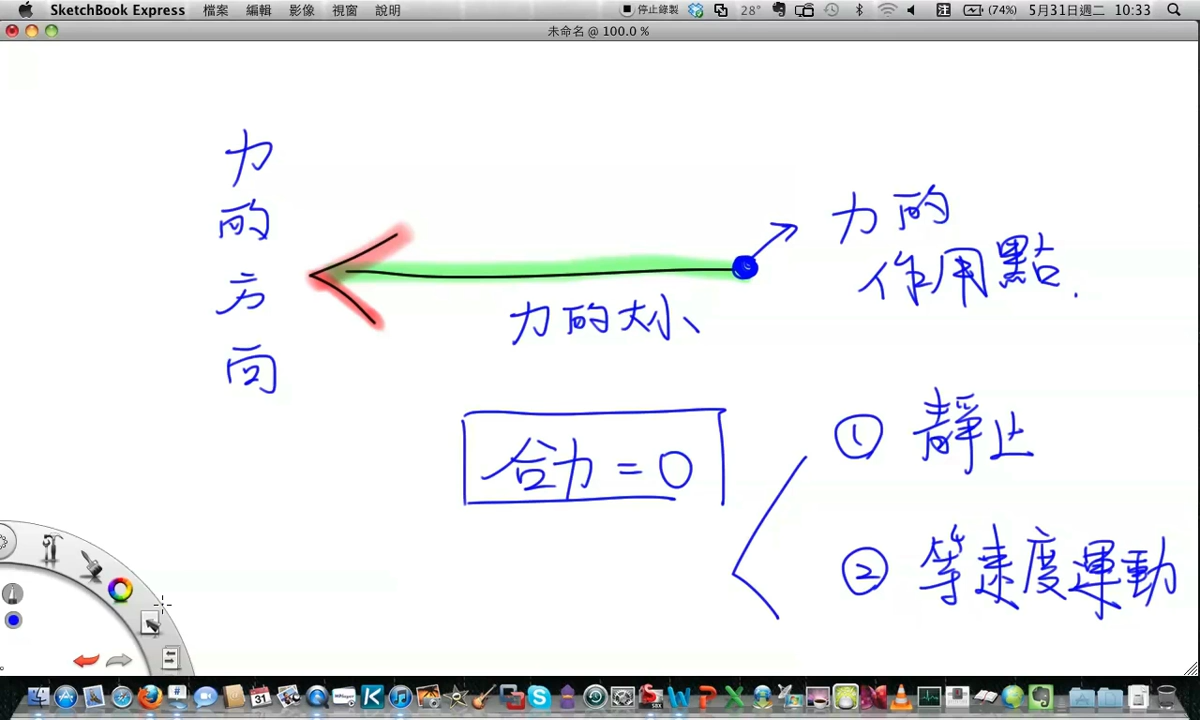 SketchBook Express 檔案 編輯 影像 視窗 說明 停止錄製 28° (74%) 5月31日週二 10:33
未命名 @ 100.0 %
力的方向
力的
作用點.
力的大小
合力 = 0
① 靜止
② 等速度運動